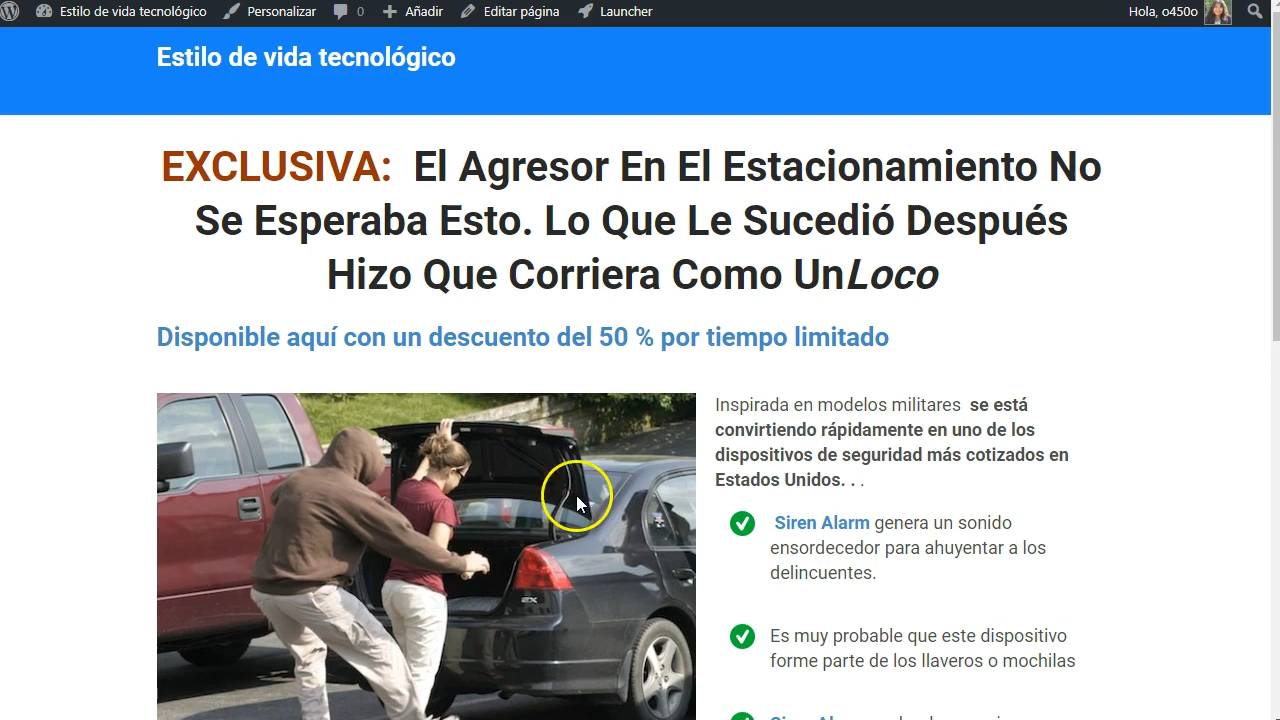 Estilo de vida tecnológico Personalizar 0 Añadir Editar página Launcher Hola, o450o
Estilo de vida tecnológico
EXCLUSIVA: El Agresor En El Estacionamiento No
Se Esperaba Esto. Lo Que Le Sucedió Después
Hizo Que Corriera Como UnLoco
Disponible aquí con un descuento del 50 % por tiempo limitado
Inspirada en modelos militares se está
convirtiendo rápidamente en uno de los
dispositivos de seguridad más cotizados en
Estados Unidos. . .
Siren Alarm genera un sonido
ensordecedor para ahuyentar a los
delincuentes.
Es muy probable que este dispositivo
forme parte de los llaveros o mochilas
EX